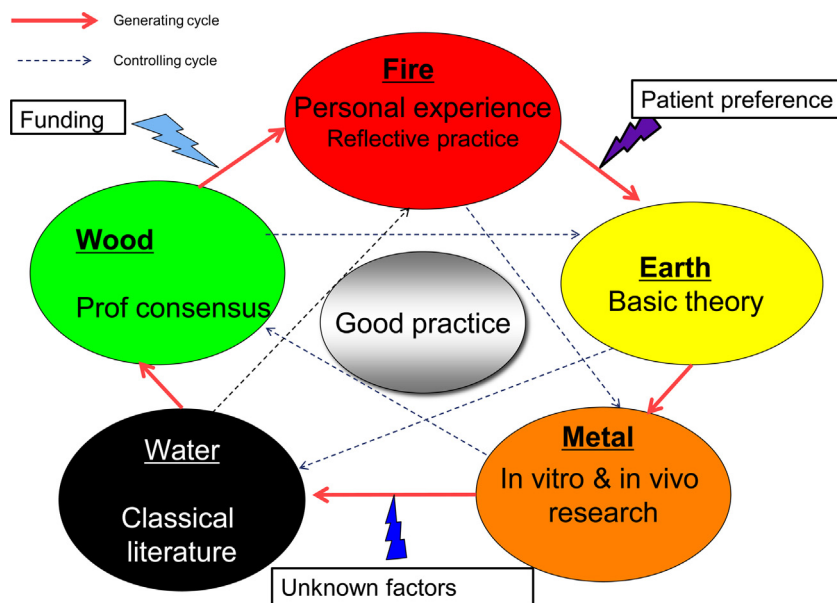 Generating cycle
Controlling cycle
Fire
Personal experience
Reflective practice
Funding
Patient preference
Wood
Prof consensus
Earth
Basic theory
Good practice
Water
Classical
literature
Metal
In vitro & in vivo
research
Unknown factors